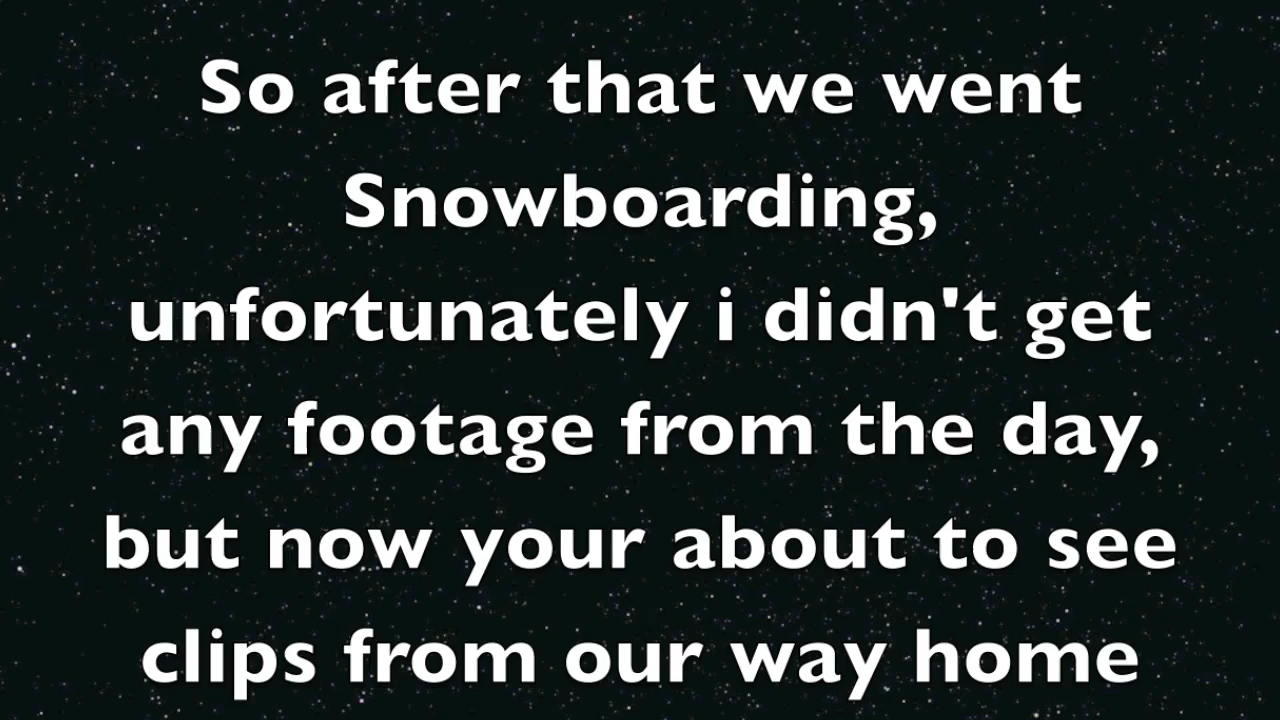 So after that we went
Snowboarding,
unfortunately i didn't get
any footage from the day,
but now your about to see
clips from our way home